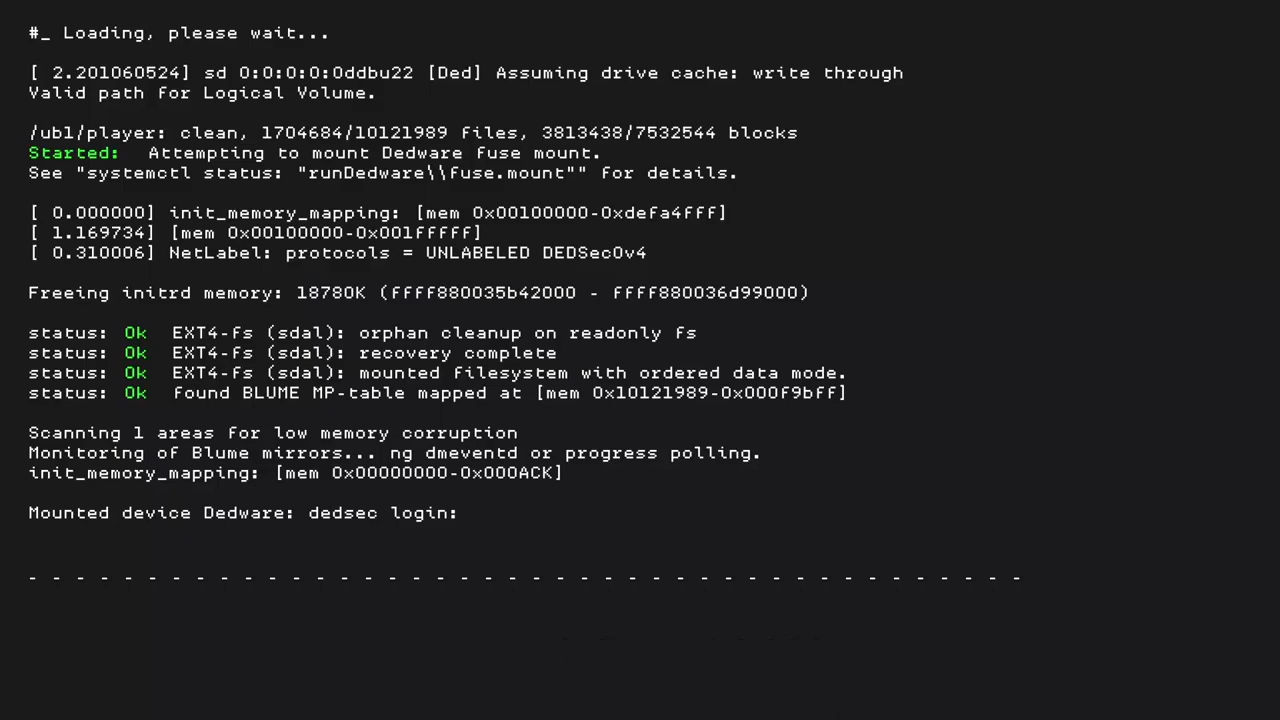 #_ Loading, please wait...
[ 2.201060524] sd 0:0:0:0:0ddbu22 [Ded] Assuming drive cache: write through
Valid path for Logical Volume.
/ubl/player: clean, 1704684/10121989 files, 3813438/7532544 blocks
Started: Attempting to mount Dedware Fuse mount.
See "systemctl status: "runDedware\\fuse.mount"" for details.
[ 0.000000] init_memory_mapping: [mem 0x00100000-0xdefa4fff]
[ 1.169734] [mem 0x00100000-0x001fffff]
[ 0.310006] NetLabel: protocols = UNLABELED DEDSecOv4
Freeing initrd memory: 18780K (ffff880035b42000 - ffff880036d99000)
status: Ok EXT4-fs (sdal): orphan cleanup on readonly fs
status: Ok EXT4-fs (sdal): recovery complete
status: Ok EXT4-fs (sdal): mounted filesystem with ordered data mode.
status: Ok found BLUME MP-table mapped at [mem 0x10121989-0x000f9bff]
Scanning 1 areas for low memory corruption
Monitoring of Blume mirrors... ng dmeventd or progress polling.
init_memory_mapping: [mem 0x00000000-0x000ACK]
Mounted device Dedware: dedsec login:
- - - - - - - - - - - - - - - - - - - - - - - - - - - - - - - - - - - - - - - - - -